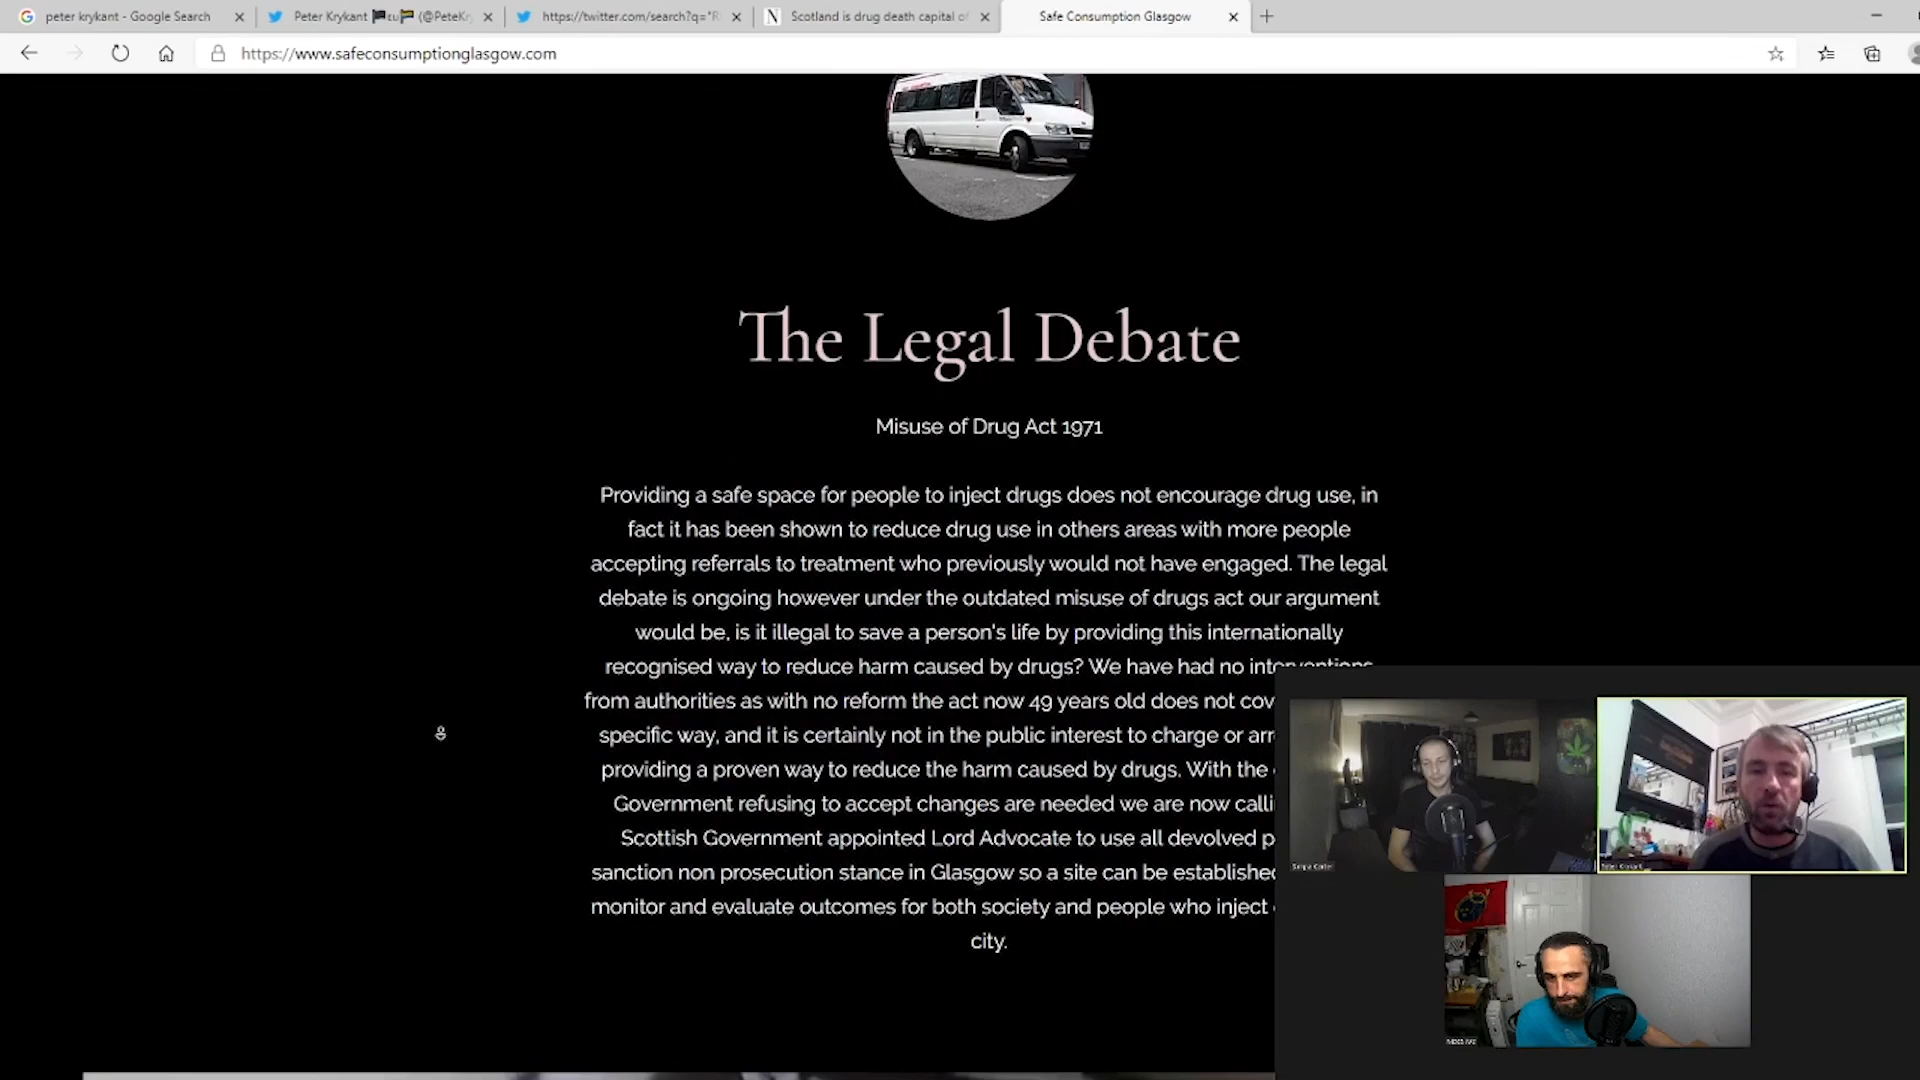 peter krykant - Google Search
Peter Krykant (@PeteKr
https://twitter.com/search?q="R
Scotland is drug death capital of
Safe Consumption Glasgow
https://www.safeconsumptionglasgow.com
The Legal Debate
Misuse of Drug Act 1971
Providing a safe space for people to inject drugs does not encourage drug use, in
fact it has been shown to reduce drug use in others areas with more people
accepting referrals to treatment who previously would not have engaged. The legal
debate is ongoing however under the outdated misuse of drugs act our argument
would be, is it illegal to save a person's life by providing this internationally
recognised way to reduce harm caused by drugs? We have had no interventions
from authorities as with no reform the act now 49 years old does not cov
specific way, and it is certainly not in the public interest to charge or arr
providing a proven way to reduce the harm caused by drugs. With the
Government refusing to accept changes are needed we are now calli
Scottish Government appointed Lord Advocate to use all devolved p
sanction non prosecution stance in Glasgow so a site can be established
monitor and evaluate outcomes for both society and people who inject
city.